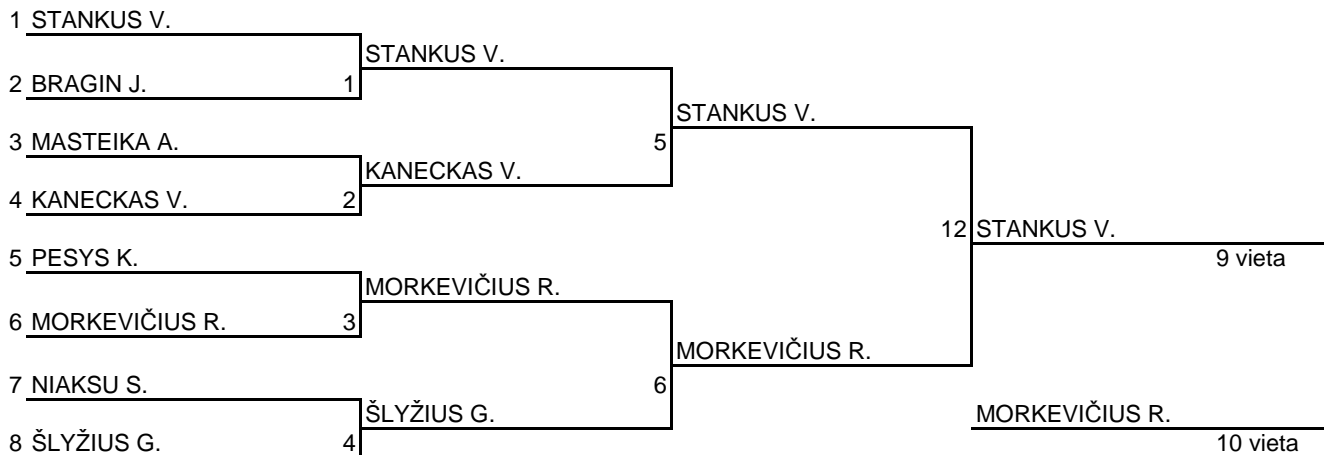 1 STANKUS V.
STANKUS V.
2 BRAGIN J. 1
STANKUS V.
3 MASTEIKA A. 5
KANECKAS V.
4 KANECKAS V. 2
12 STANKUS V.
5 PESYS K. 9 vieta
MORKEVIČIUS R.
6 MORKEVIČIUS R. 3
MORKEVIČIUS R.
7 NIAKSU S. 6
ŠLYŽIUS G. MORKEVIČIUS R.
8 ŠLYŽIUS G. 4 10 vieta